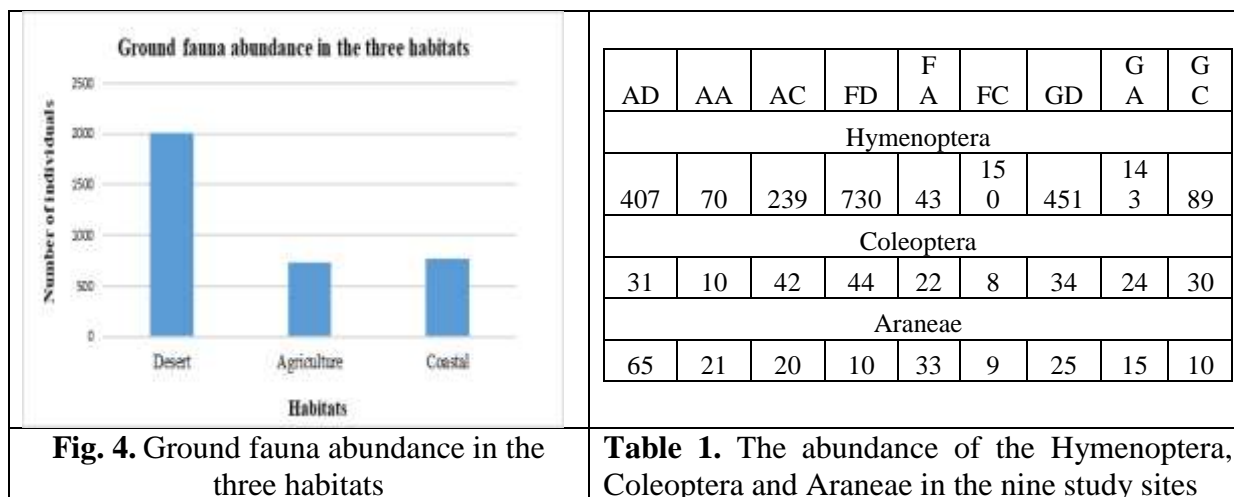 Ground fauna abundance in the three habitats
Number of individuals
2500
2000
1500
1000
500
0
Desert Agriculture Coastal
Habitats
Fig. 4. Ground fauna abundance in the
three habitats
AD AA AC FD F
A FC GD G
A G
C
Hymenoptera
407 70 239 730 43 15
0 451 14
3 89
Coleoptera
31 10 42 44 22 8 34 24 30
Araneae
65 21 20 10 33 9 25 15 10
Table 1. The abundance of the Hymenoptera,
Coleoptera and Araneae in the nine study sites